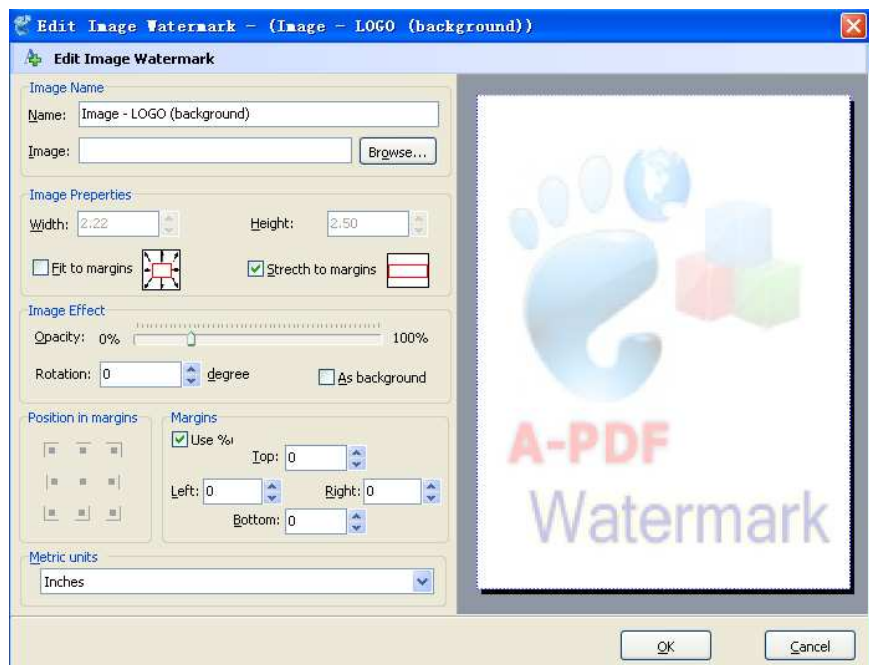 Edit Image Watermark - (Image - LOGO (background))
Edit Image Watermark
Image Name
Name: Image - LOGO (background)
Image: Browse...
Image Preperties
Width: 2.22 Height: 2.50
Fit to margins Strecth to margins
Image Effect
Opacity: 0% 100%
Rotation: 0 degree As background
Position in margins Margins
Use %
Top: 0
Left: 0 Right: 0
Bottom: 0
Metric units
Inches
A-PDF
Watermark
OK Cancel